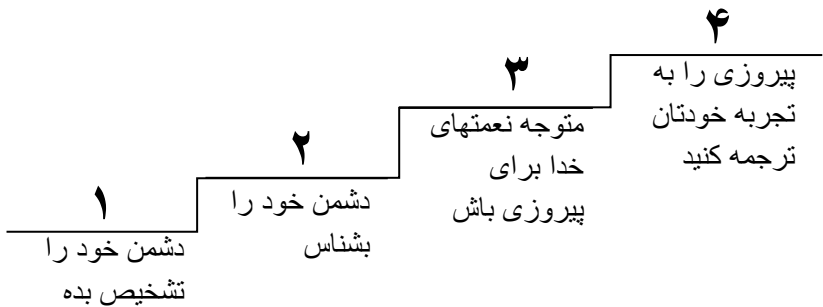 ۱
دشمن خود را
تشخیص بده
۲
دشمن خود را
بشناس
۳
متوجه نعمتهای
خدا برای
پیروزی باش
۴
پیروزی را به
تجربه خودتان
ترجمه کنید